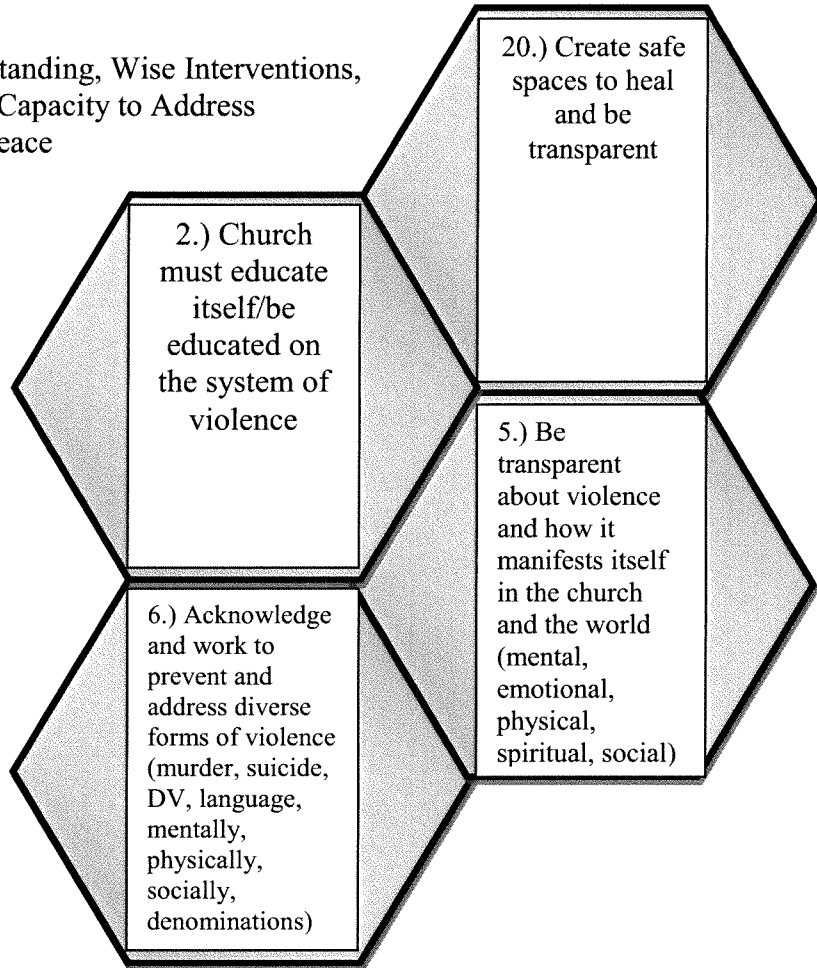 tanding, Wise Interventions,
Capacity to Address
eace
20.) Create safe
spaces to heal
and be
transparent
2.) Church
must educate
itself/be
educated on
the system of
violence
5.) Be
transparent
about violence
and how it
manifests itself
in the church
and the world
(mental,
emotional,
physical,
spiritual, social)
6.) Acknowledge
and work to
prevent and
address diverse
forms of violence
(murder, suicide,
DV, language,
mentally,
physically,
socially,
denominations)